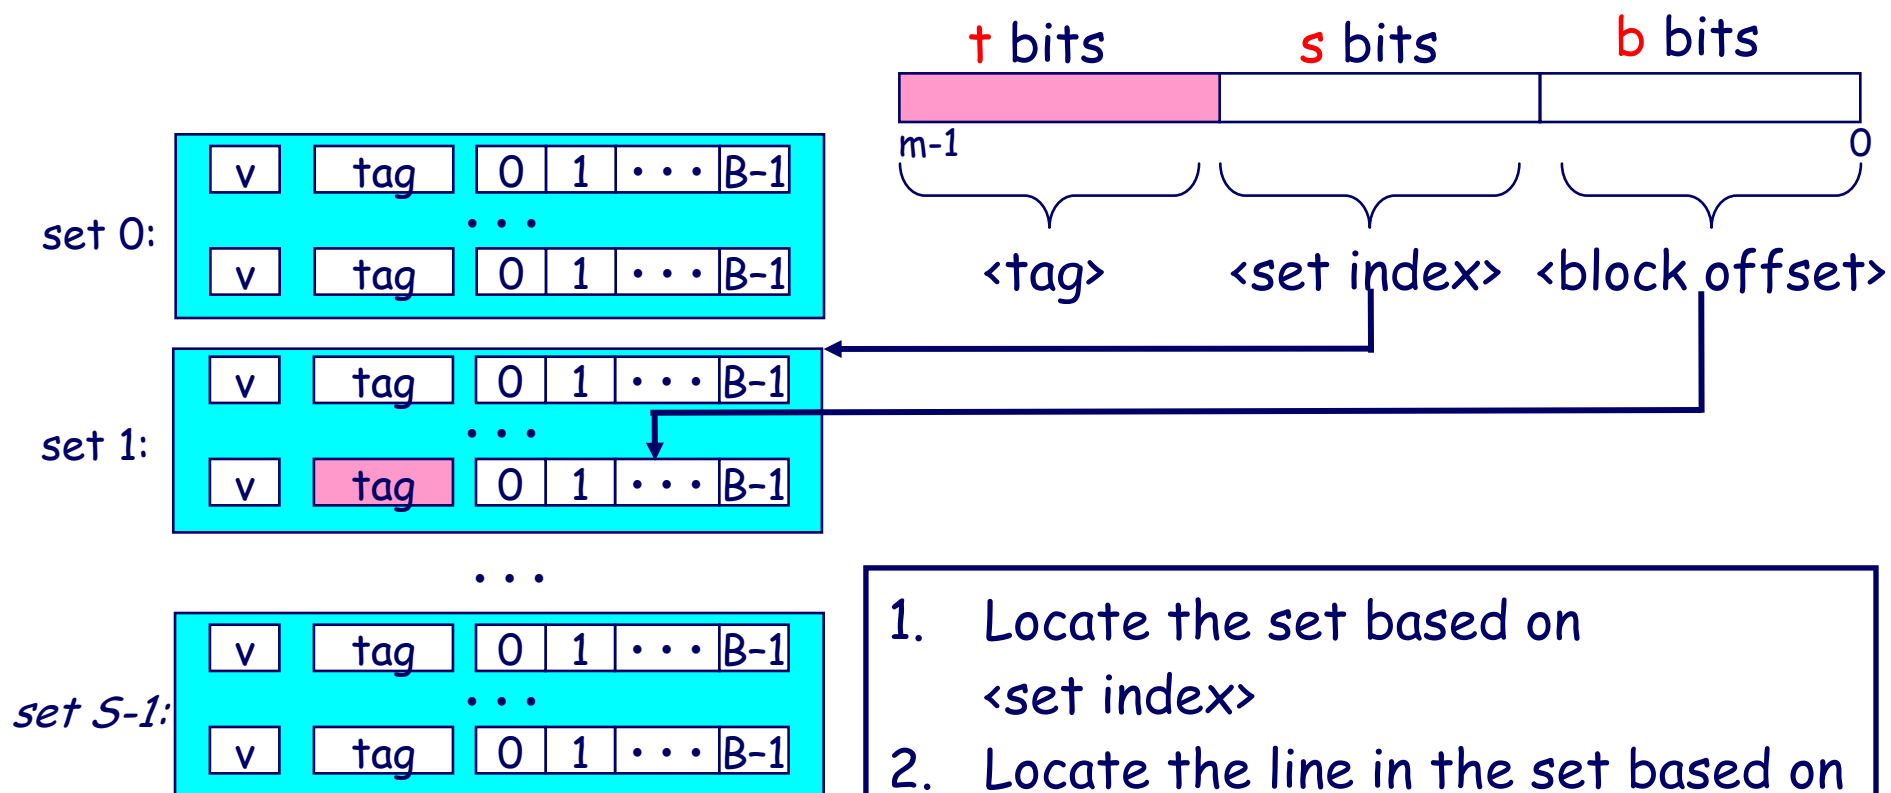 t bits s bits b bits
m-1 0
<tag> <set index> <block offset>
set 0:
v tag 0 1 • • • B-1
• • •
v tag 0 1 • • • B-1
set 1:
v tag 0 1 • • • B-1
• • •
v tag 0 1 • • • B-1
• • •
set S-1:
v tag 0 1 • • • B-1
• • •
v tag 0 1 • • • B-1
1. Locate the set based on
<set index>
2. Locate the line in the set based on